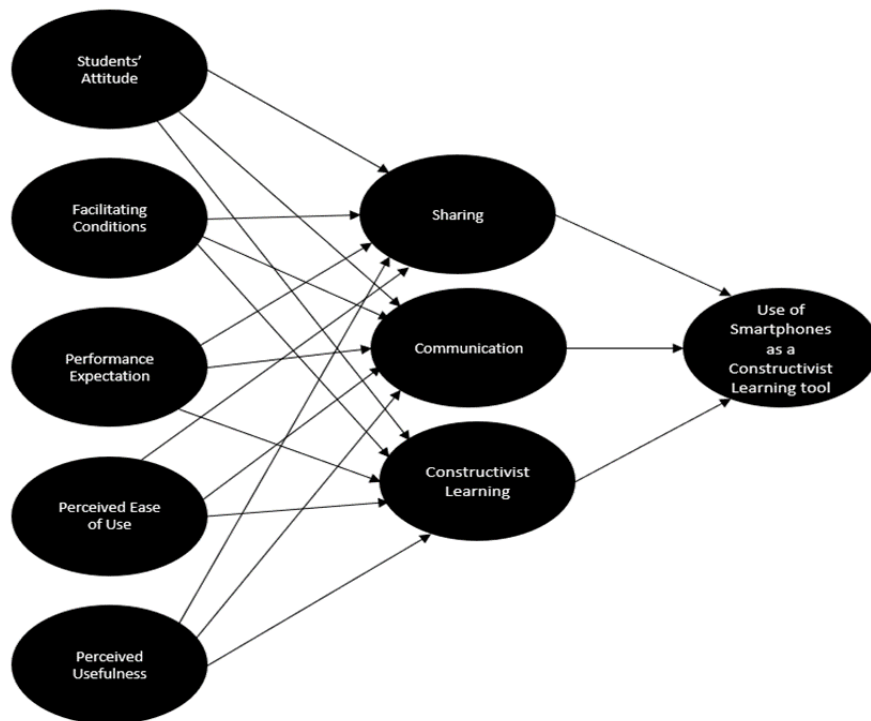 Students'
Attitude
Facilitating
Conditions
Performance
Expectation
Perceived Ease
of Use
Perceived
Usefulness
Sharing
Communication
Constructivist
Learning
Use of
Smartphones
as a
Constructivist
Learning tool